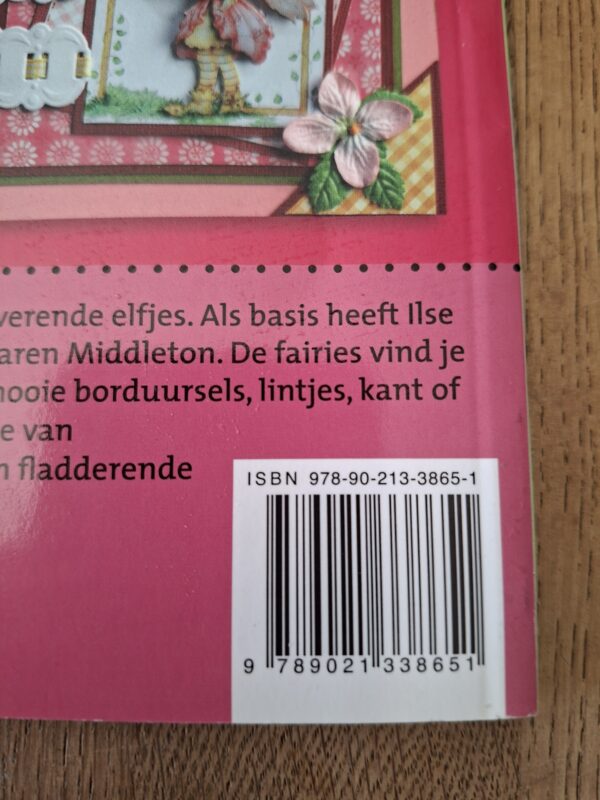 verende elfjes. Als basis heeft Ilse
aren Middleton. De fairies vind je
nooie borduursels, lintjes, kant of
e van
n fladderende
ISBN 978-90-213-3865-1
9 789021 338651